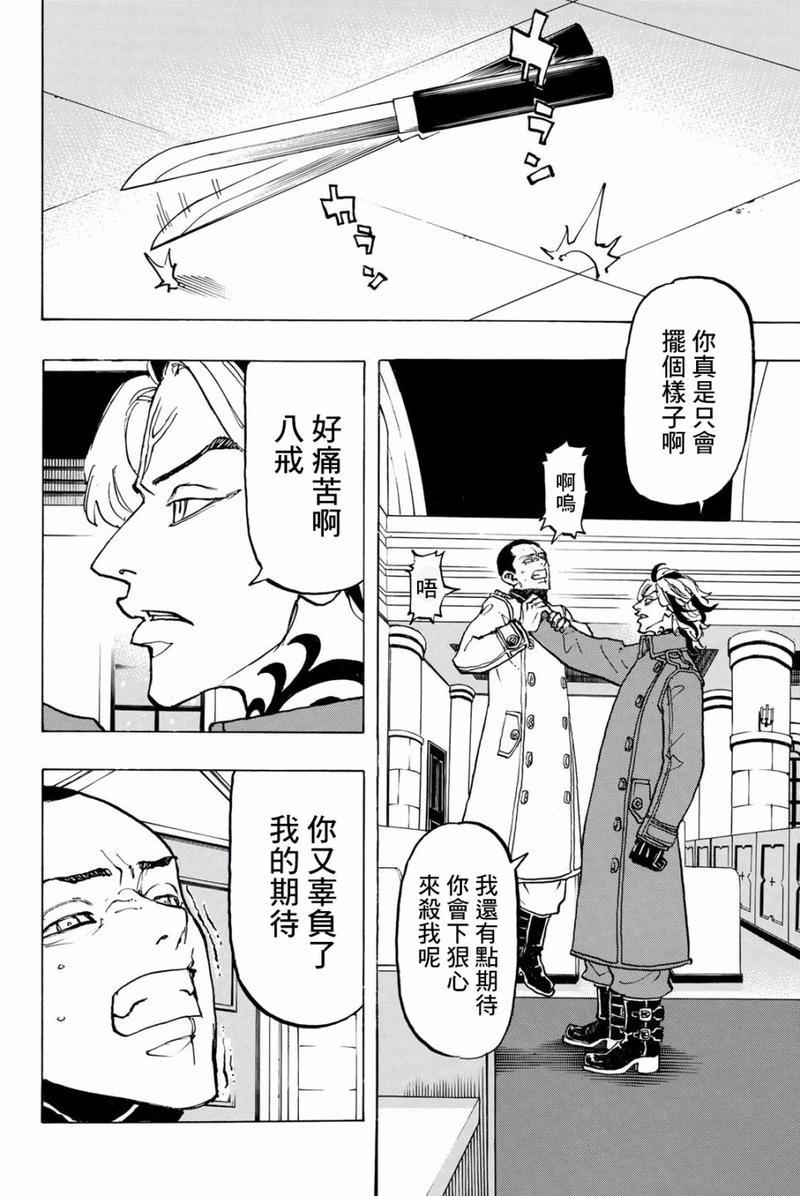 カラン
カラン
你真是只會
擺個樣子啊
啊嗚
唔
我還有點期待
你會下狠心
來殺我呢
好痛苦啊
八戒
你又辜負了
我的期待